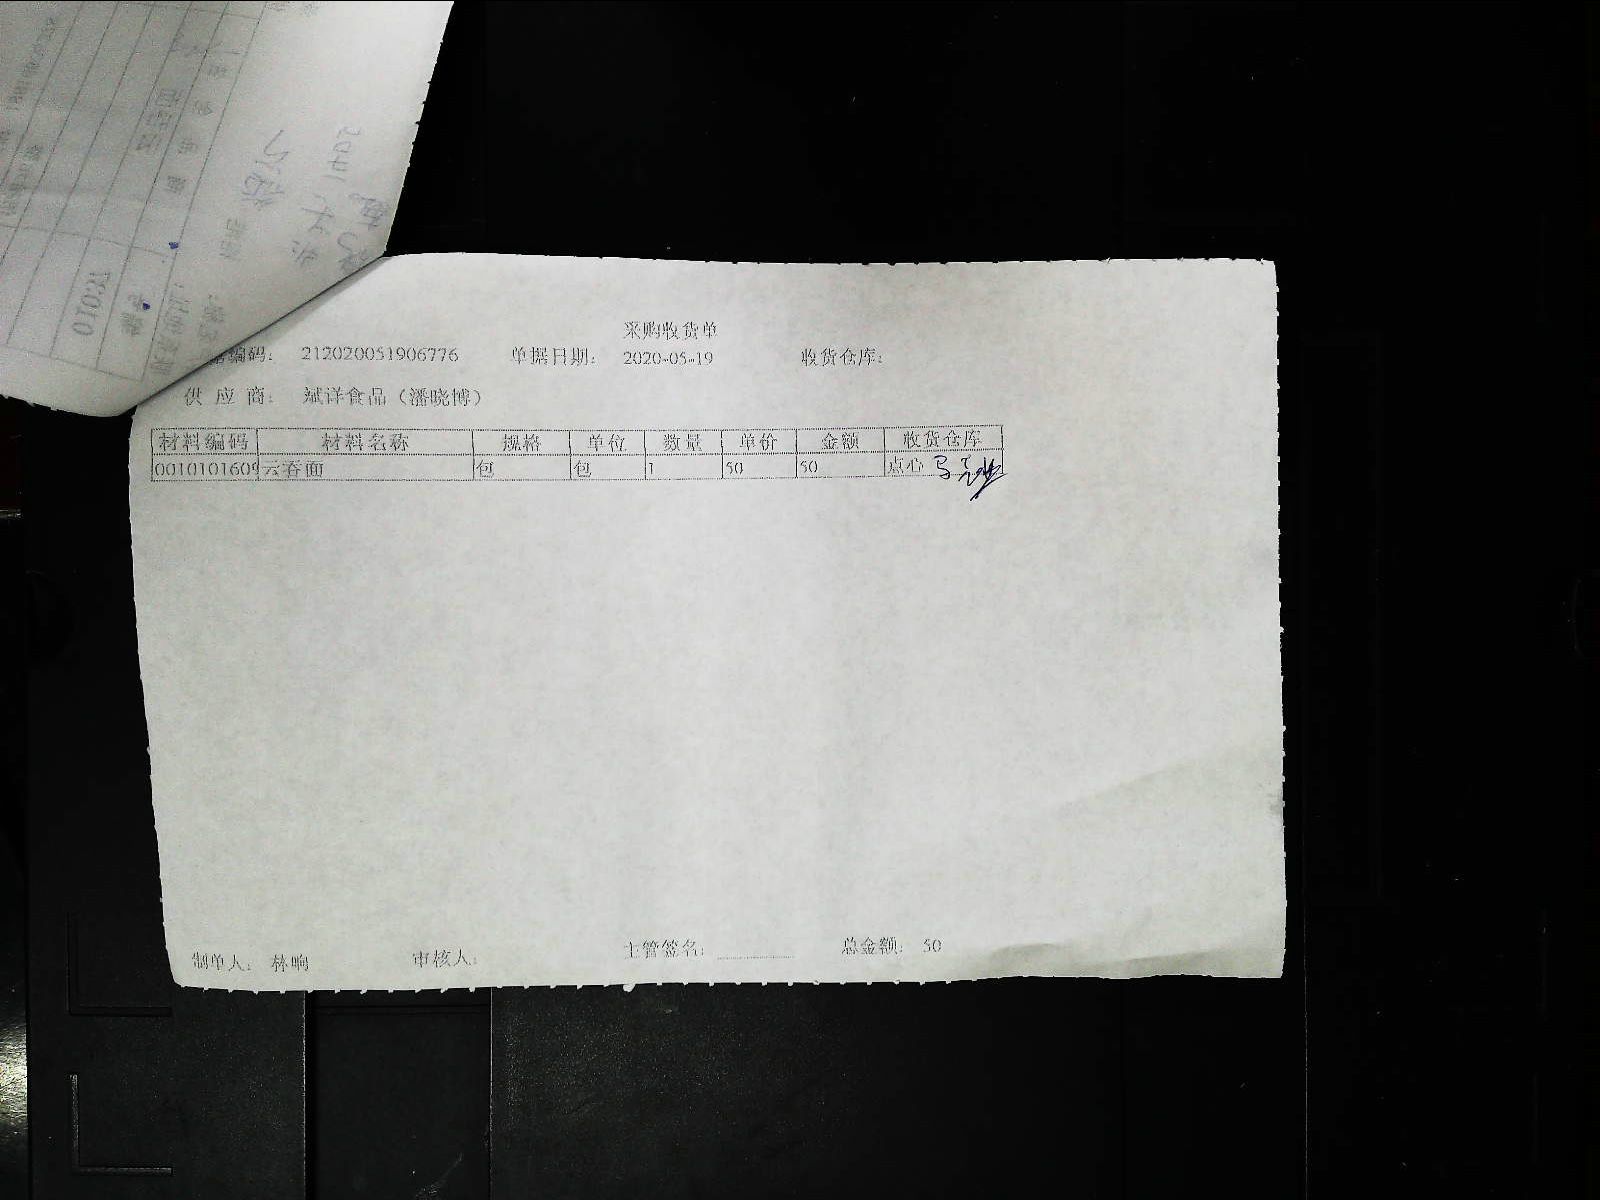 采购收货单
编码： 212020051906776 单据日期： 2020-05-19 收货仓库：
供 应 商： 斌详食品（潘晓博）
材料编码 材料名称 规格 单位 数量 单价 金额 收货仓库
0010101609 云吞面 包 包 1 50 50 点心
制单人： 林响 审核人： 主管签名： 总金额： 50